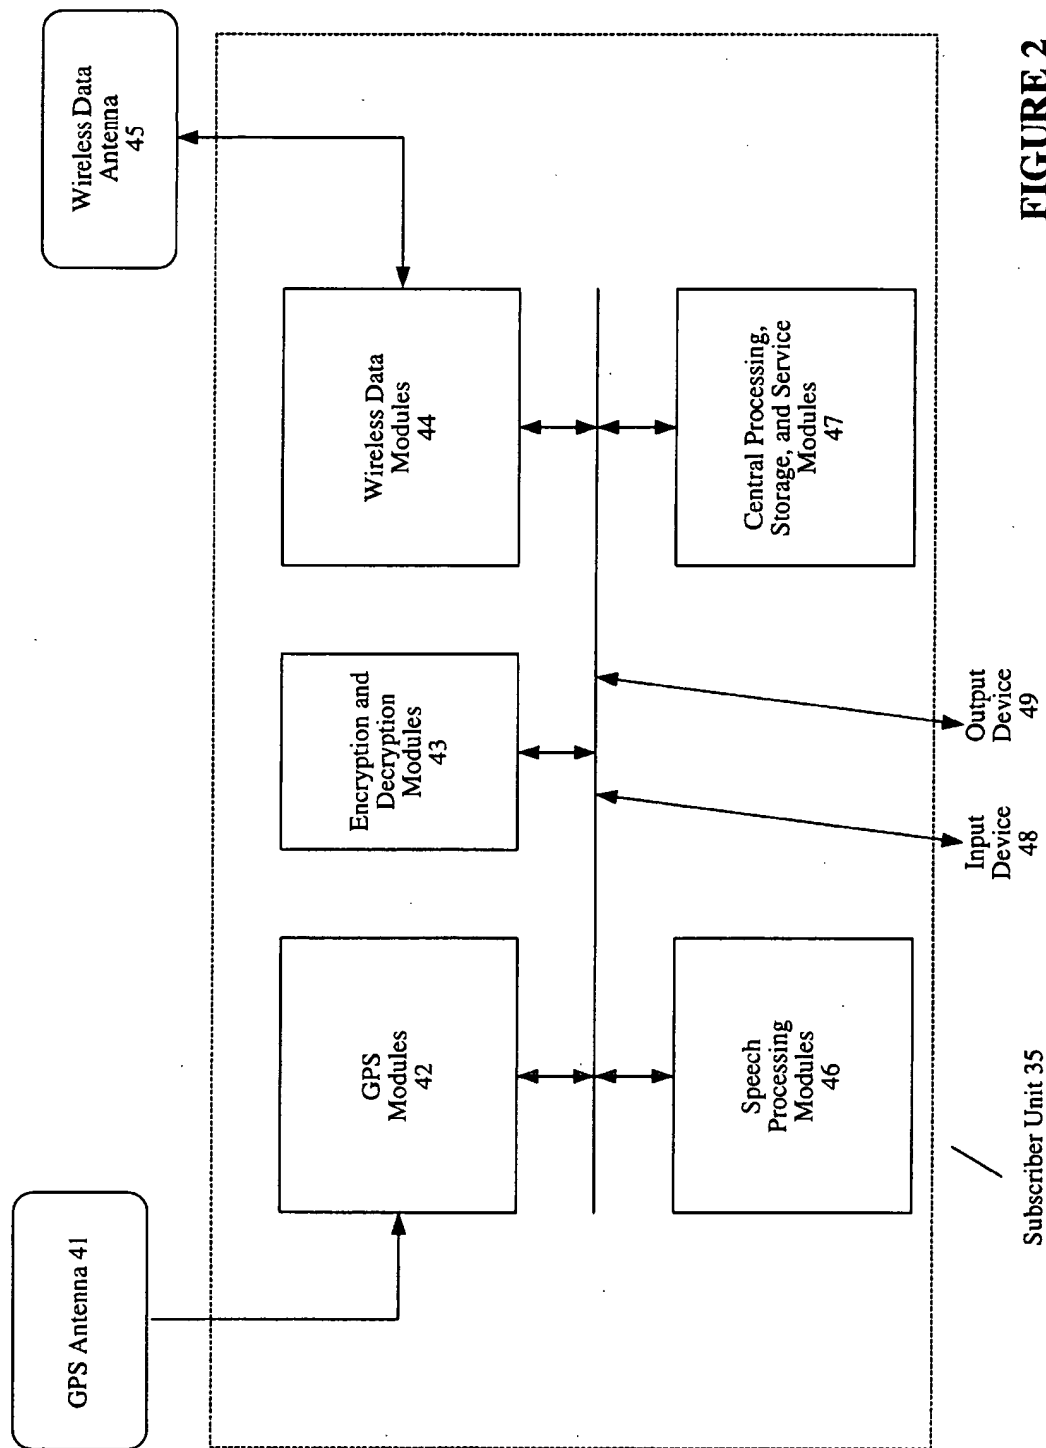 GPS Antenna 41
Wireless Data
Antenna
45
GPS
Modules
42
Encryption and
Decryption
Modules
43
Wireless Data
Modules
44
Speech
Processing
Modules
46
Central Processing,
Storage, and Service
Modules
47
Input
Device
48
Output
Device
49
Subscriber Unit 35
FIGURE 2